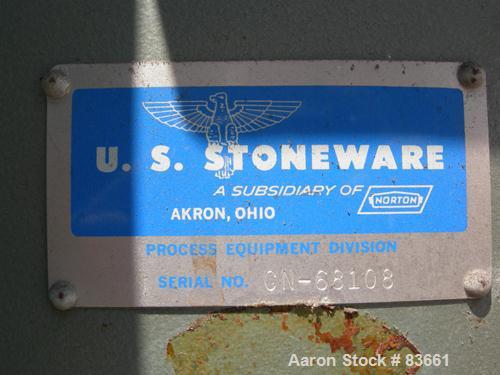 U. S. STONEWARE
A SUBSIDIARY OF NORTON
AKRON, OHIO
PROCESS EQUIPMENT DIVISION
SERIAL NO. CN-68108
Aaron Stock # 83661